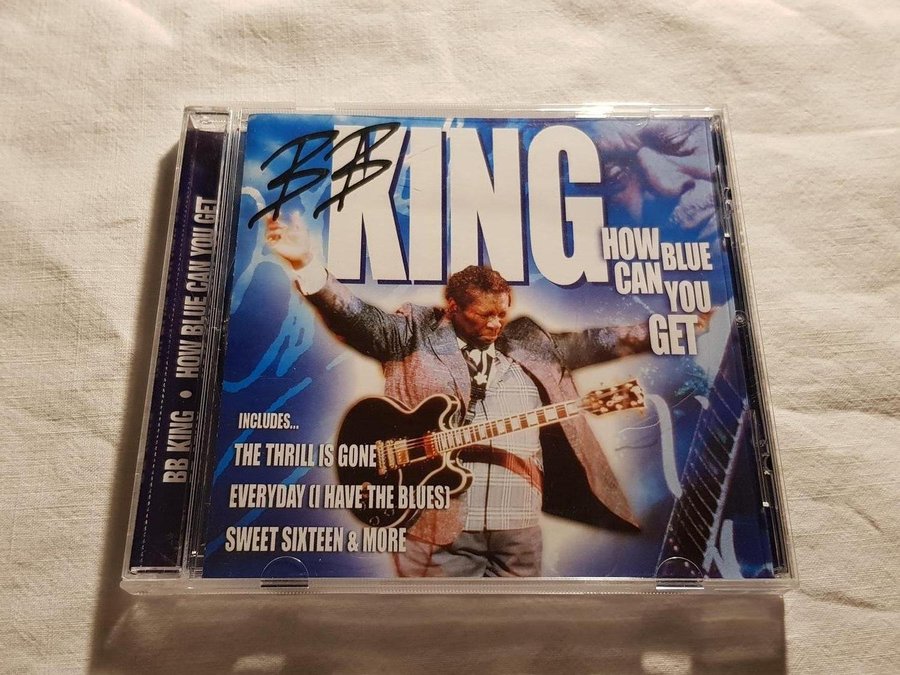 BB KING • HOW BLUE CAN YOU GET
BB
KING
HOW BLUE
CAN YOU
GET
INCLUDES...
THE THRILL IS GONE
EVERYDAY (I HAVE THE BLUES)
SWEET SIXTEEN & MORE